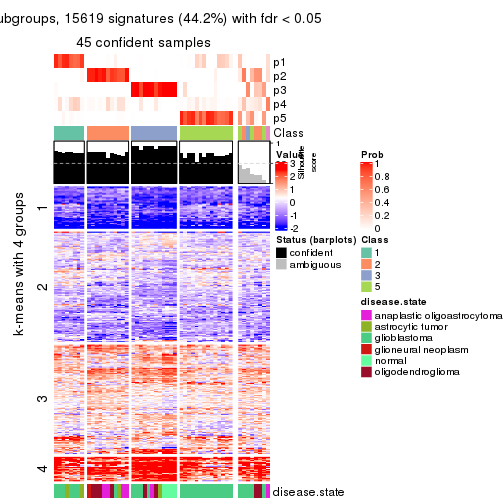 ubgroups, 15619 signatures (44.2%) with fdr < 0.05
45 confident samples
p1
p2
p3
p4
p5
Class
1
silhouette score
k-means with 4 groups
1
2
3
4
disease.state
Value
3
2
1
0
-1
-2
Status (barplots)
confident
ambiguous
Prob
1
0.8
0.6
0.4
0.2
0
Class
1
2
3
5
disease.state
anaplastic oligoastrocytoma
astrocytic tumor
glioblastoma
glioneural neoplasm
normal
oligodendroglioma